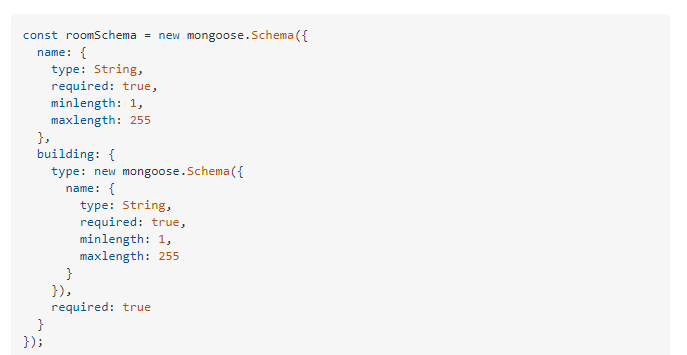 const roomSchema = new mongoose.Schema({
  name: {
    type: String,
    required: true,
    minlength: 1,
    maxlength: 255
  },
  building: {
    type: new mongoose.Schema({
      name: {
        type: String,
        required: true,
        minlength: 1,
        maxlength: 255
      }
    }),
    required: true
  }
});